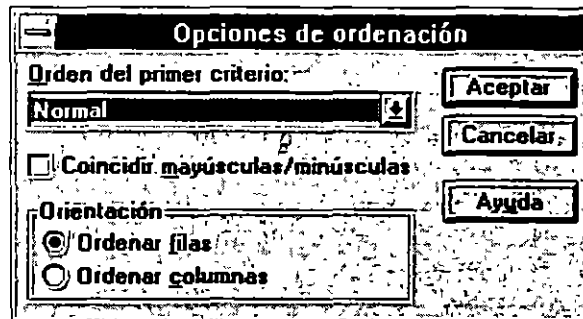 Opciones de ordenación
Orden del primer criterio:
Normal
Coincidir mayúsculas/minúsculas
Orientación
Ordenar filas
Ordenar columnas
Aceptar
Cancelar
Ayuda